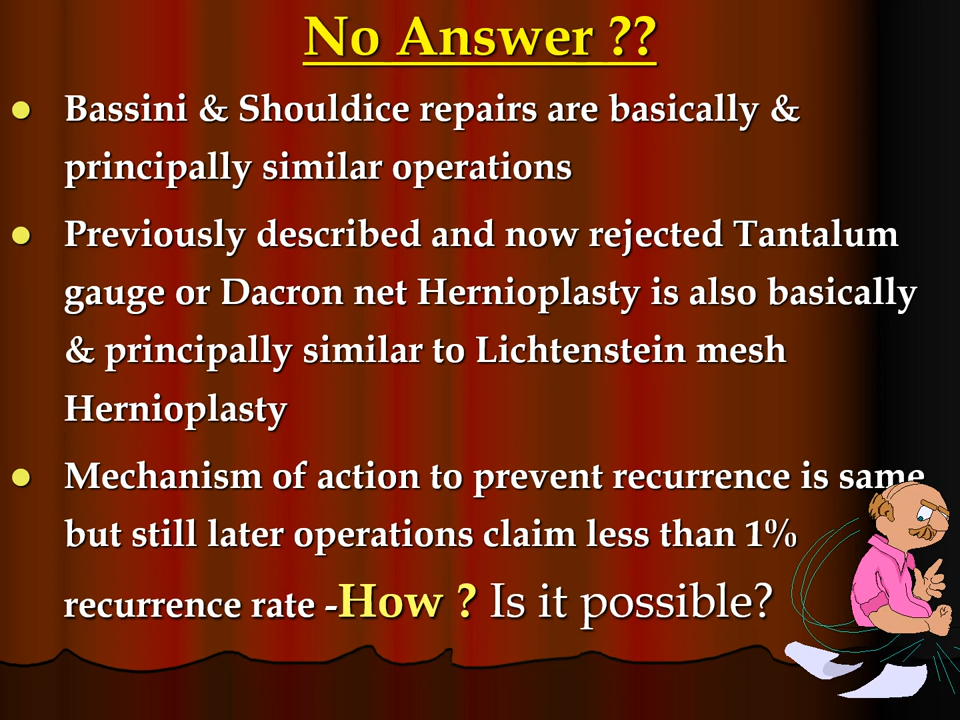 No Answer ??
Bassini & Shouldice repairs are basically &
principally similar operations
Previously described and now rejected Tantalum
gauge or Dacron net Hernioplasty is also basically
& principally similar to Lichtenstein mesh
Hernioplasty
Mechanism of action to prevent recurrence is same
but still later operations claim less than 1%
recurrence rate -How ? Is it possible?